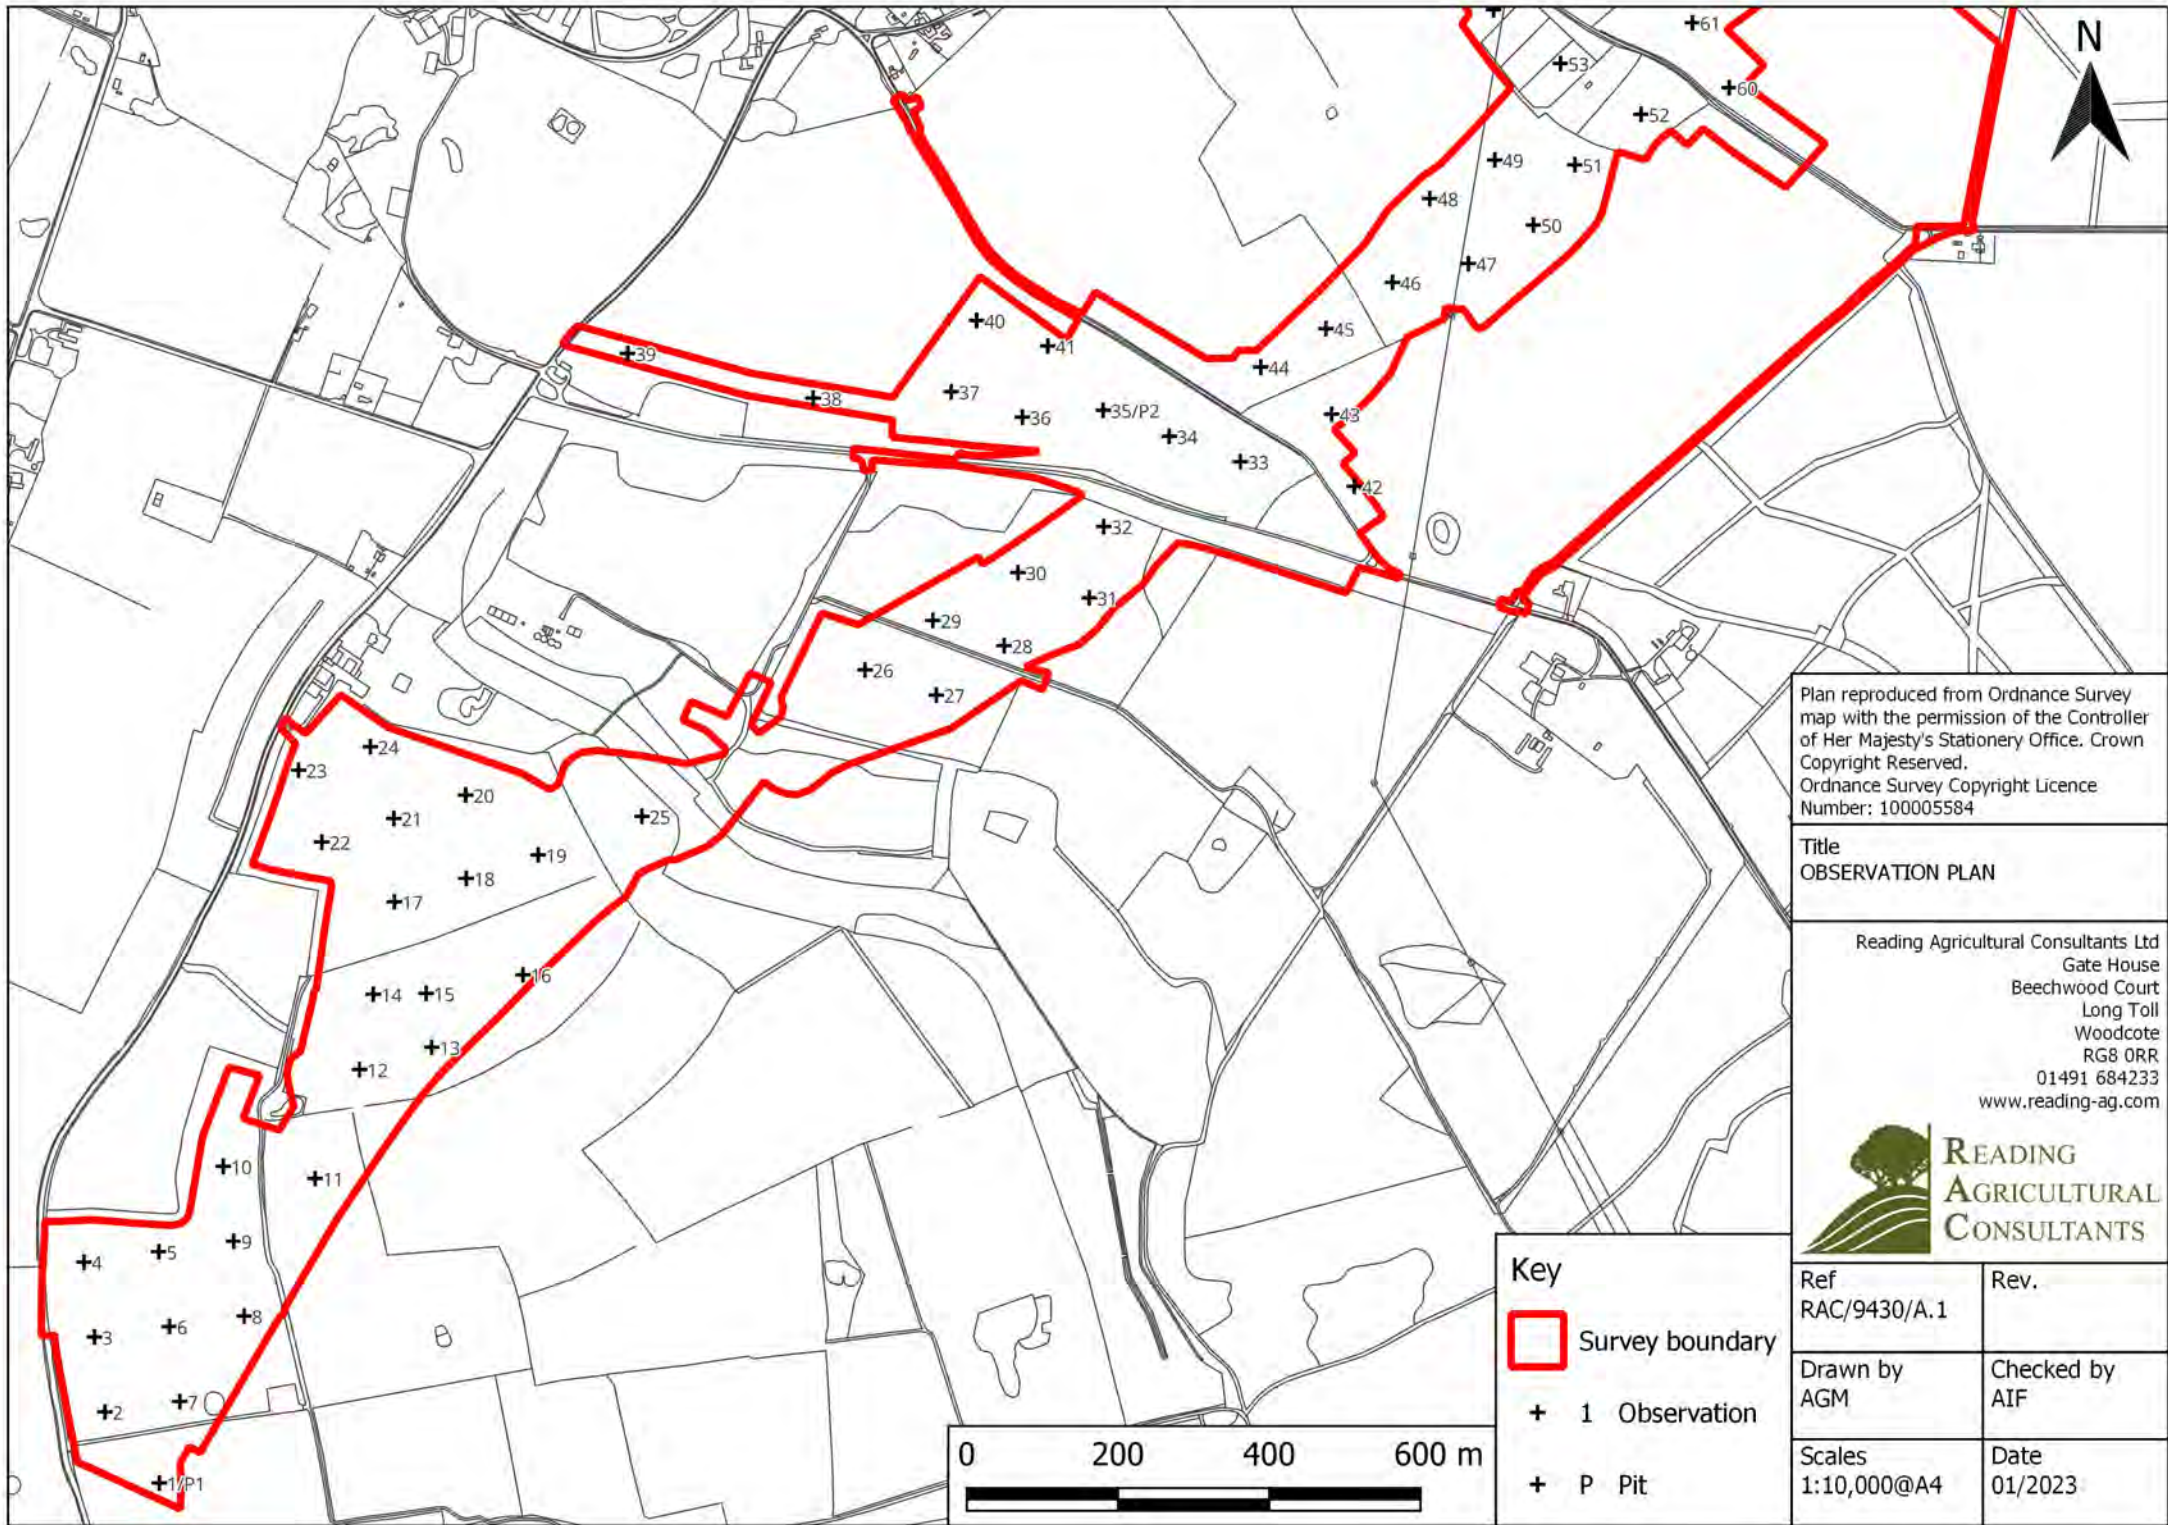 61
N
53
60
52
49
51
48
50
47
46
40
45
41
39
44
37
38
35/P2
36
43
34
33
42
32
30
31
29
28
26
27
24
23
20
25
21
22
19
18
17
16
14
15
13
12
10
11
9
5
4
8
6
3
7
2
1/P1
Plan reproduced from Ordnance Survey
map with the permission of the Controller
of Her Majesty's Stationery Office. Crown
Copyright Reserved.
Ordnance Survey Copyright Licence
Number: 100005584
Title
OBSERVATION PLAN
Reading Agricultural Consultants Ltd
Gate House
Beechwood Court
Long Toll
Woodcote
RG8 0RR
01491 684233
www.reading-ag.com
READING
AGRICULTURAL
CONSULTANTS
Key
Survey boundary
1 Observation
P Pit
0 200 400 600 m
Ref
RAC/9430/A.1
Rev.
Drawn by
AGM
Checked by
AIF
Scales
1:10,000@A4
Date
01/2023